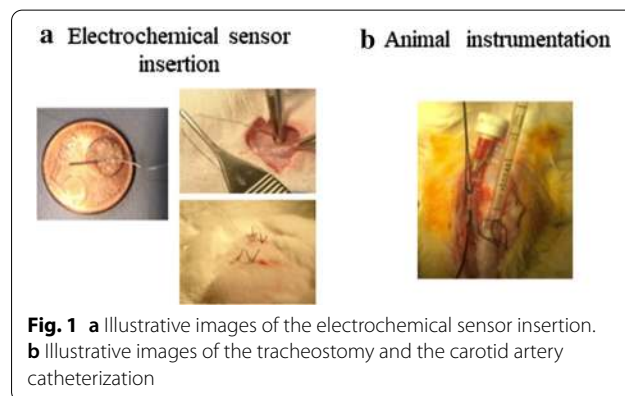 a Electrochemical sensor
insertion
b Animal instrumentation
Fig. 1 a Illustrative images of the electrochemical sensor insertion.
b Illustrative images of the tracheostomy and the carotid artery
catheterization